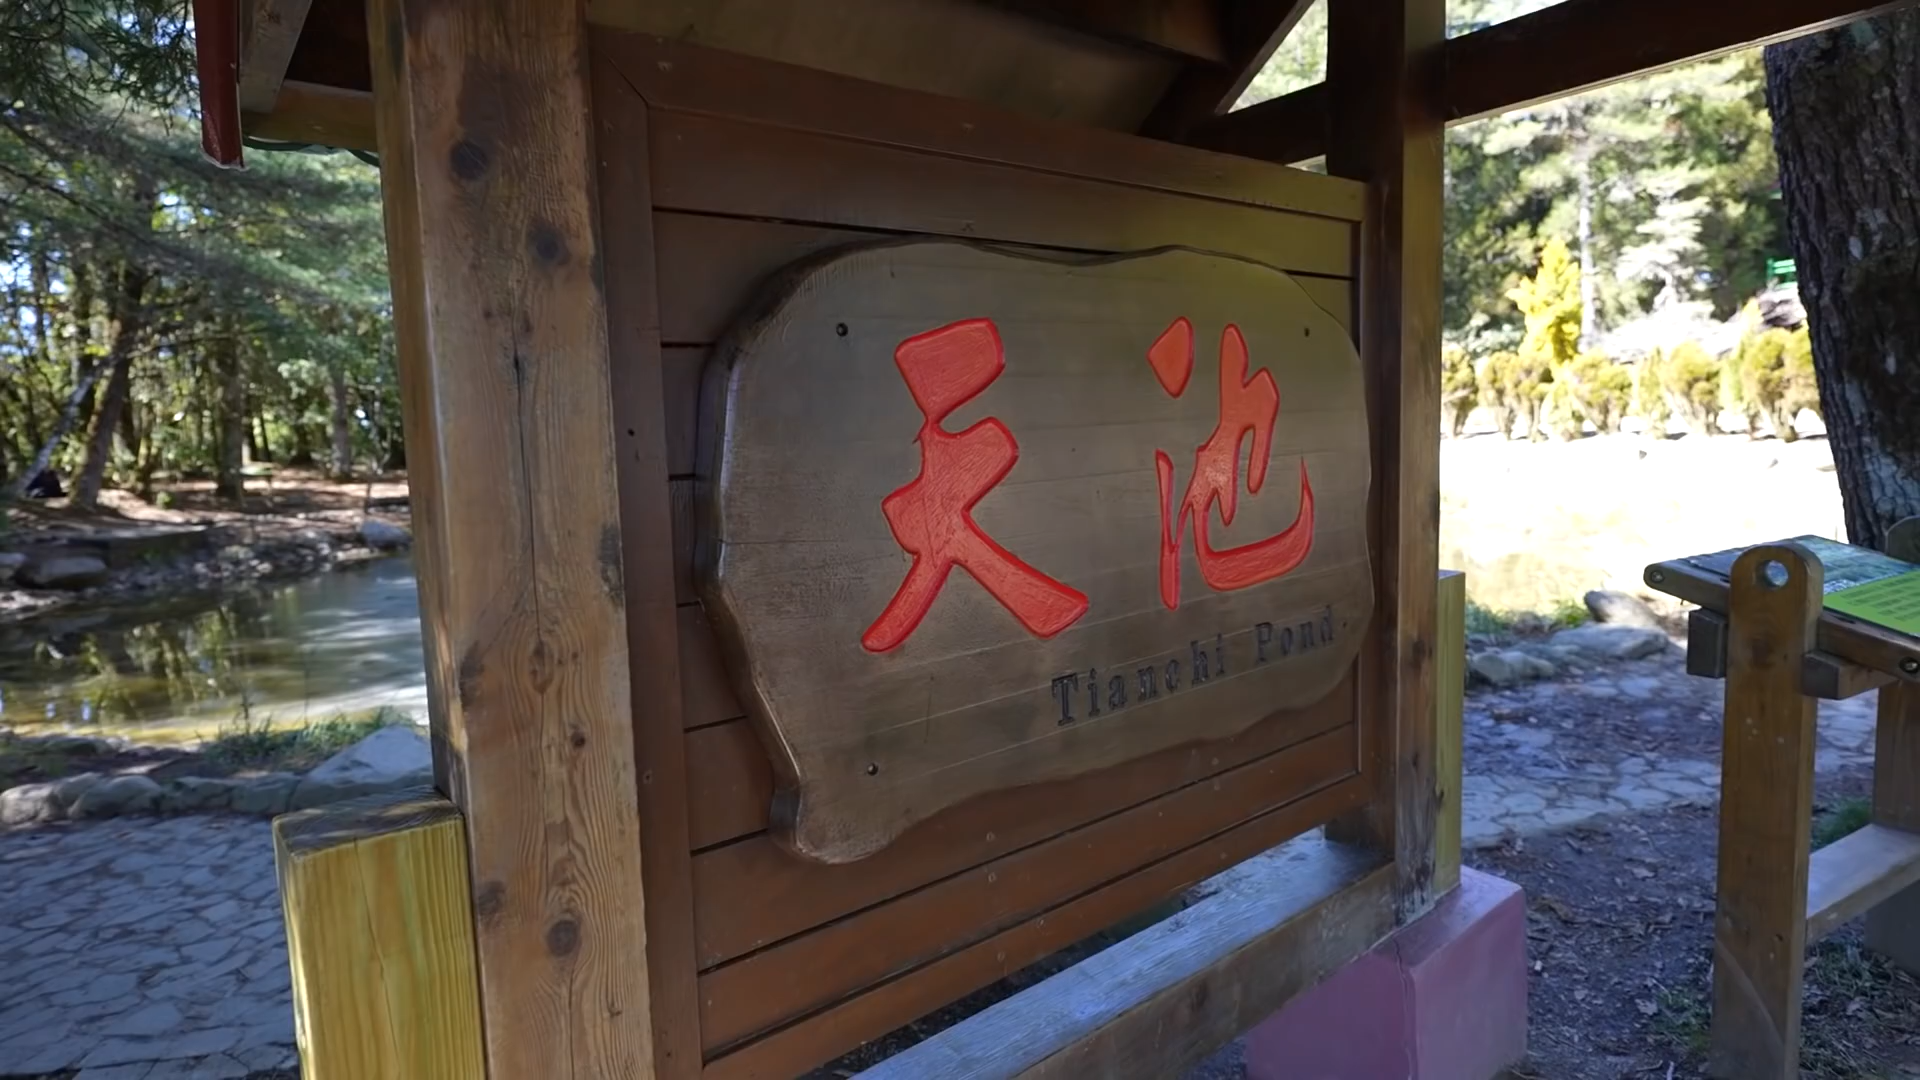 天池
Tianchi Pond